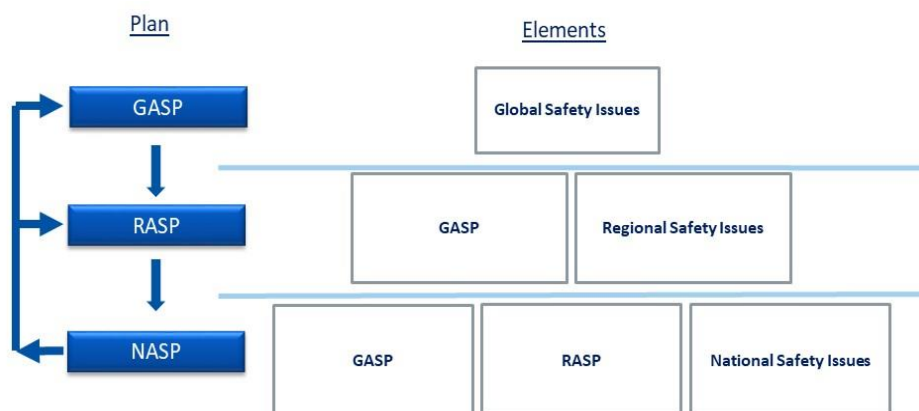 Plan
Elements
GASP
Global Safety Issues
RASP
GASP
Regional Safety Issues
NASP
GASP
RASP
National Safety Issues